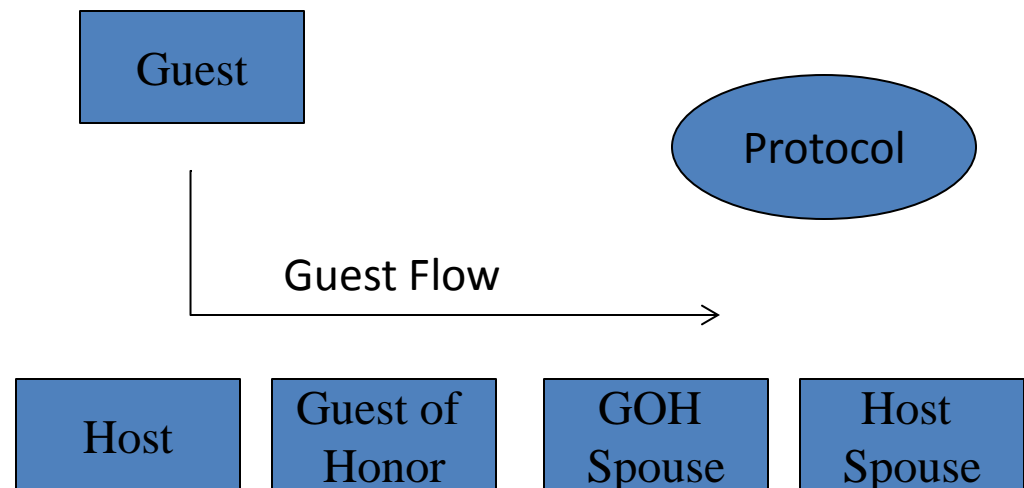 Guest
Protocol
Guest Flow
Host
Guest of
Honor
GOH
Spouse
Host
Spouse